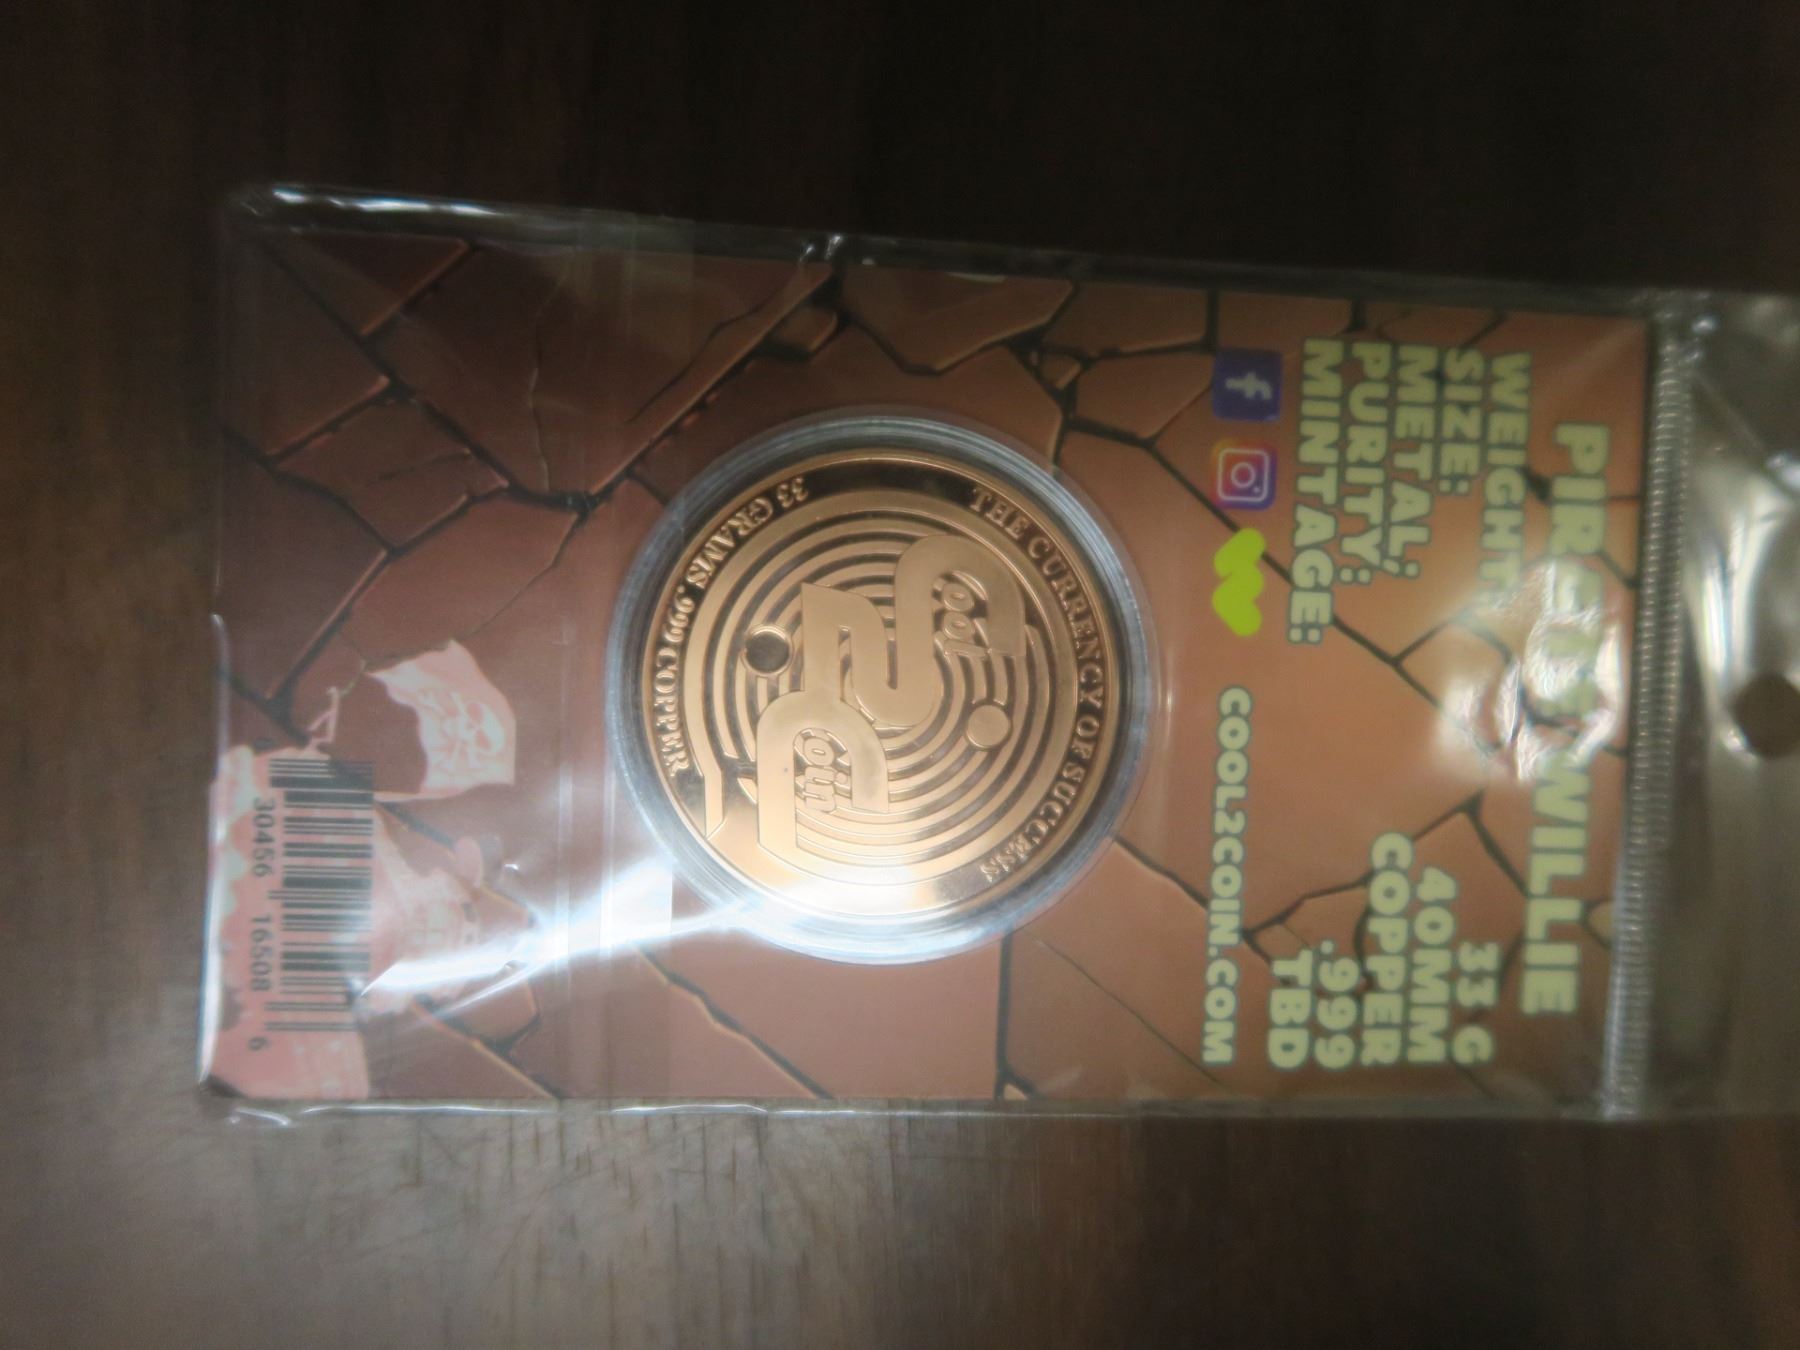 PIRATE WILLIE
WEIGHT: 33 G
SIZE: 40MM
METAL: COPPER
PURITY: .999
MINTAGE: TBD
COOL2COIN.COM
THE CURRENCY OF SUCCESS
Cool
2
Coin
33 GRAMS .999 COPPER
30456 16508 6